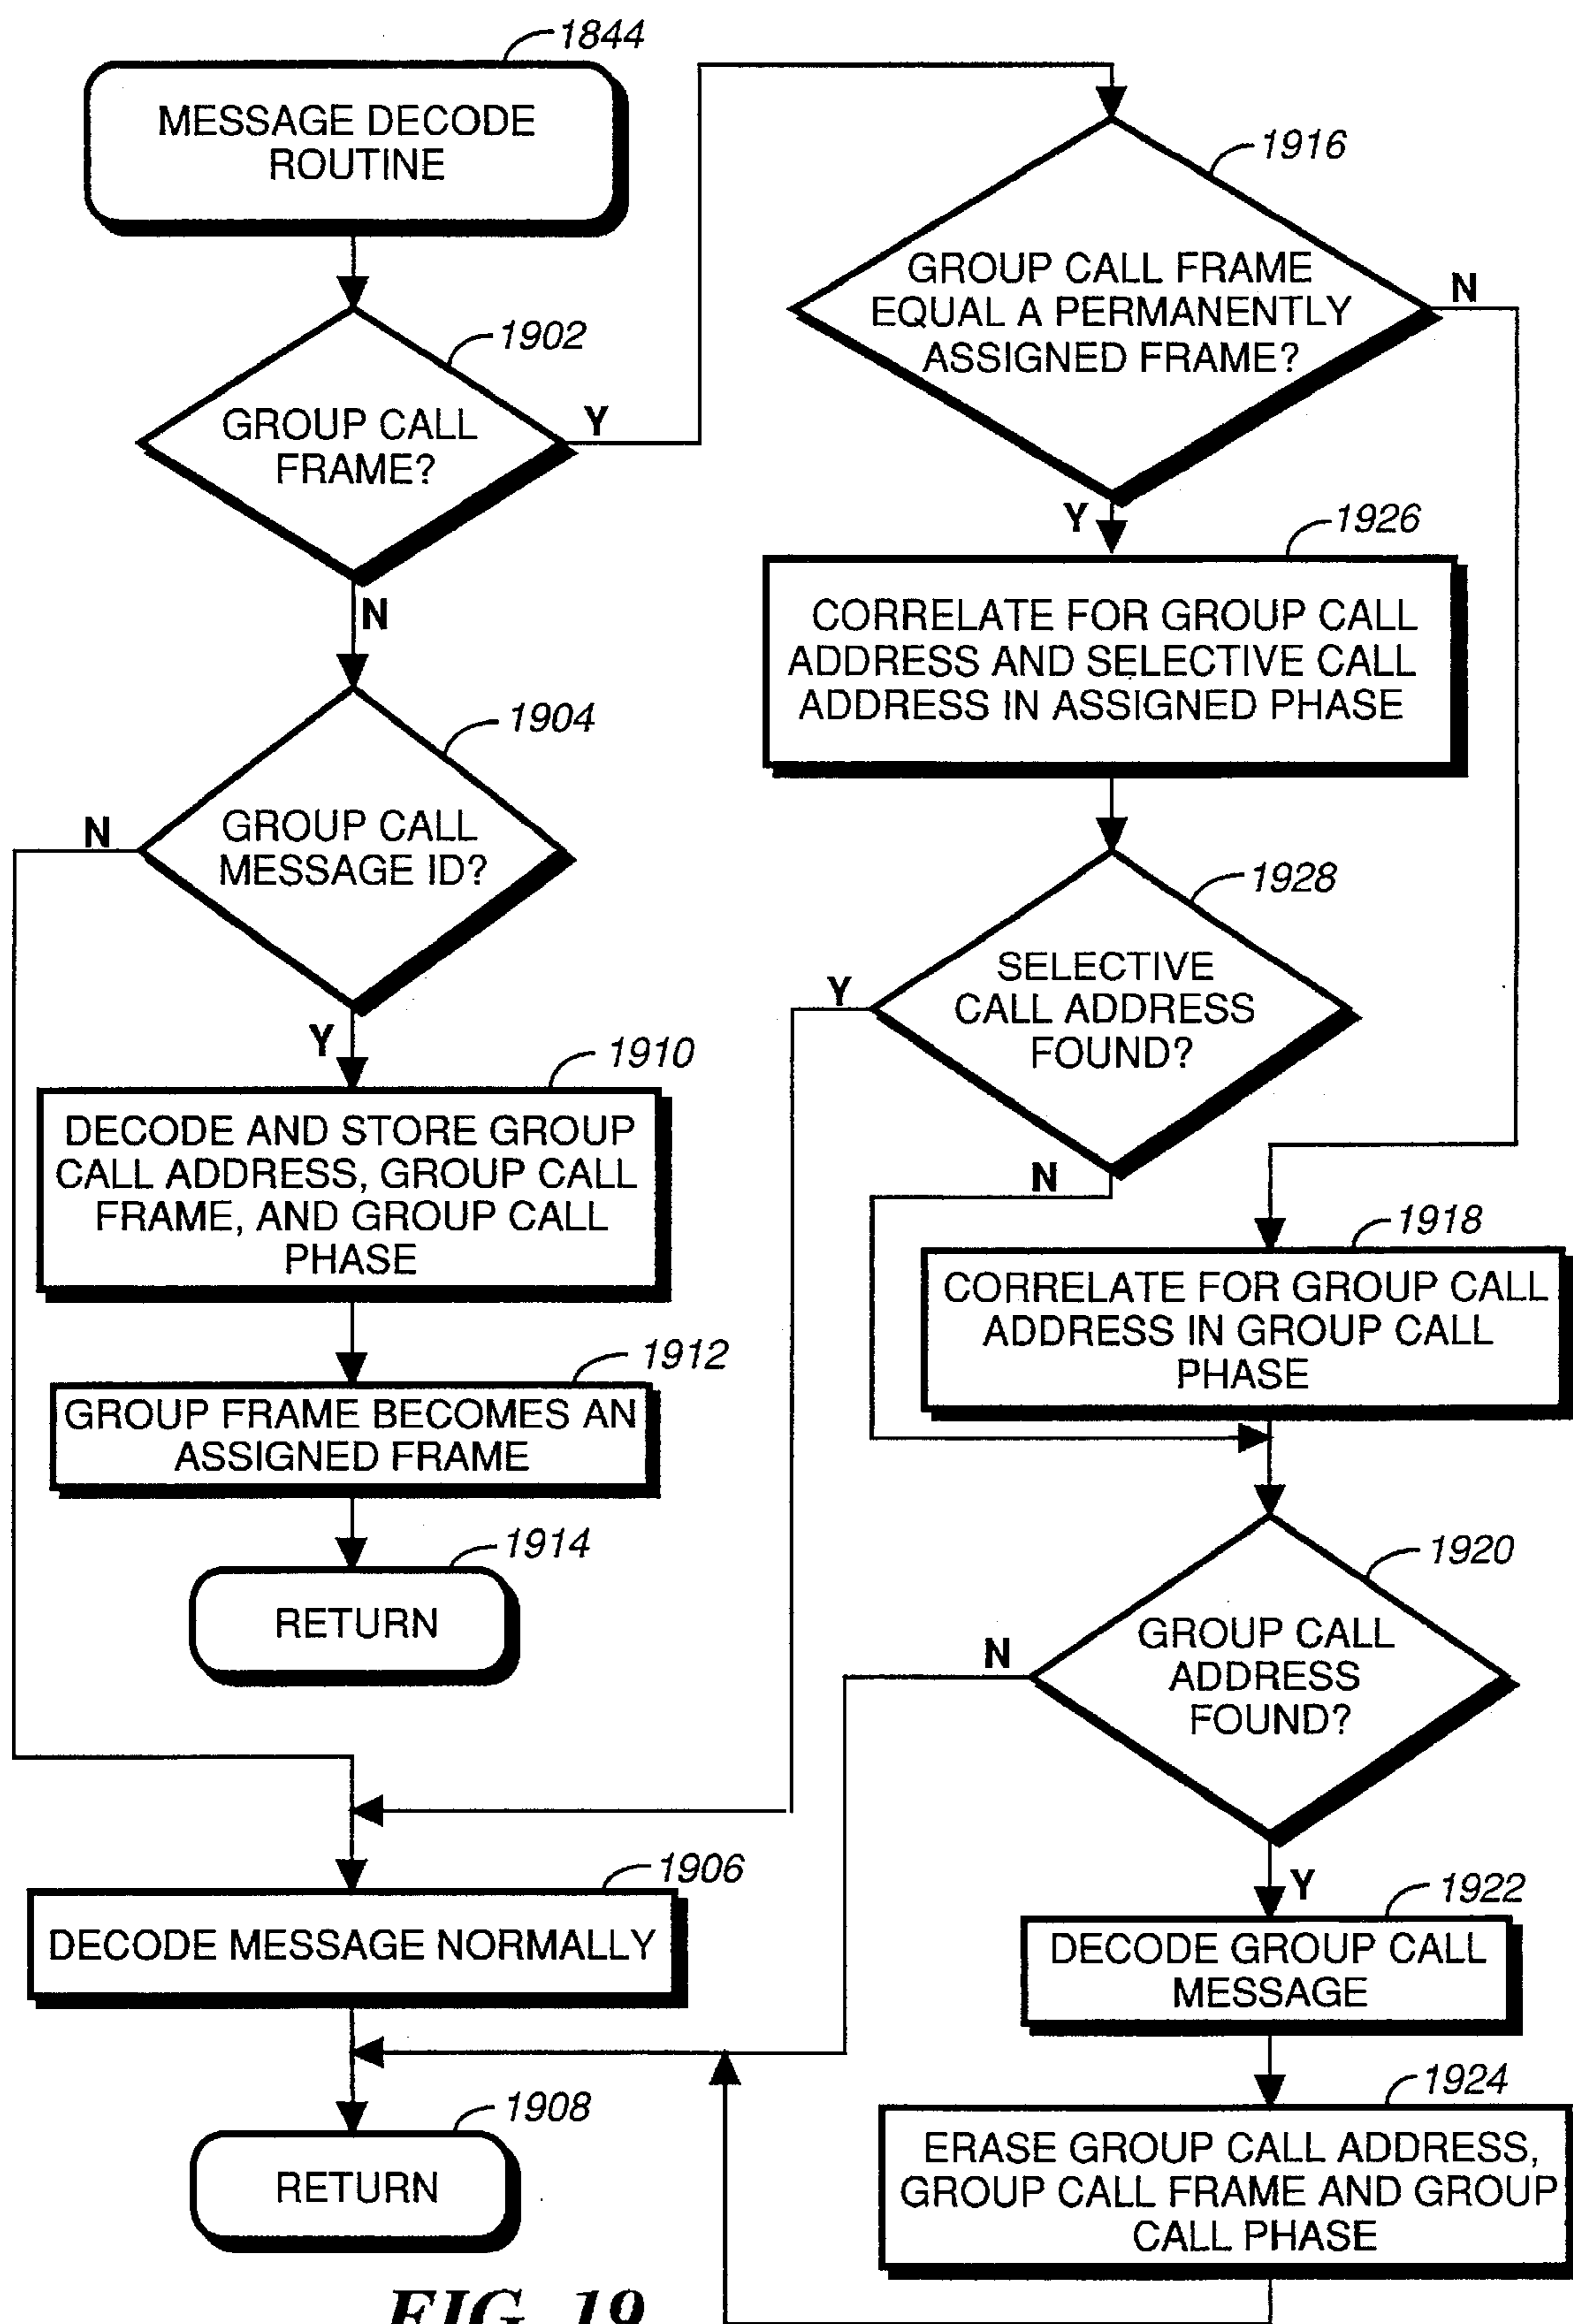 1844
MESSAGE DECODE
ROUTINE
1902
GROUP CALL
FRAME?
Y
N
1904
GROUP CALL
MESSAGE ID?
N
Y
1910
DECODE AND STORE GROUP
CALL ADDRESS, GROUP CALL
FRAME, AND GROUP CALL
PHASE
1912
GROUP FRAME BECOMES AN
ASSIGNED FRAME
1914
RETURN
1906
DECODE MESSAGE NORMALLY
1908
RETURN
1916
GROUP CALL FRAME
EQUAL A PERMANENTLY
ASSIGNED FRAME?
N
Y
1926
CORRELATE FOR GROUP CALL
ADDRESS AND SELECTIVE CALL
ADDRESS IN ASSIGNED PHASE
1928
SELECTIVE
CALL ADDRESS
FOUND?
Y
N
1918
CORRELATE FOR GROUP CALL
ADDRESS IN GROUP CALL
PHASE
1920
GROUP CALL
ADDRESS
FOUND?
N
Y
1922
DECODE GROUP CALL
MESSAGE
1924
ERASE GROUP CALL ADDRESS,
GROUP CALL FRAME AND GROUP
CALL PHASE
FIG. 19